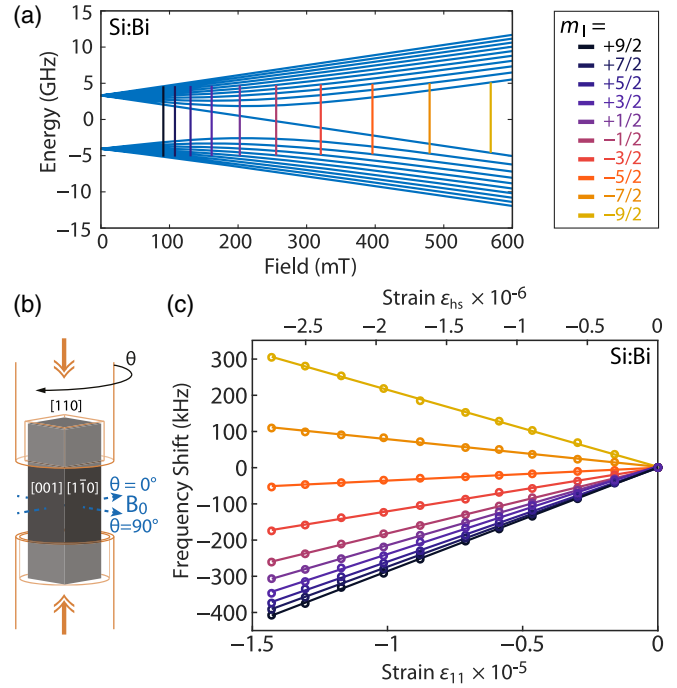 (a)
Si:Bi
Energy (GHz)
15
10
5
0
−5
−10
−15
0
100
200
300
400
500
600
Field (mT)
m_I =
+9/2
+7/2
+5/2
+3/2
+1/2
−1/2
−3/2
−5/2
−7/2
−9/2
(b)
θ
[110]
[001] [11̄0]
θ = 0°
B₀
θ=90°
(c)
Strain ε_hs × 10⁻⁶
−2.5
−2
−1.5
−1
−0.5
0
Si:Bi
Frequency Shift (kHz)
300
200
100
0
−100
−200
−300
−400
−1.5
−1
−0.5
0
Strain ε₁₁ × 10⁻⁵